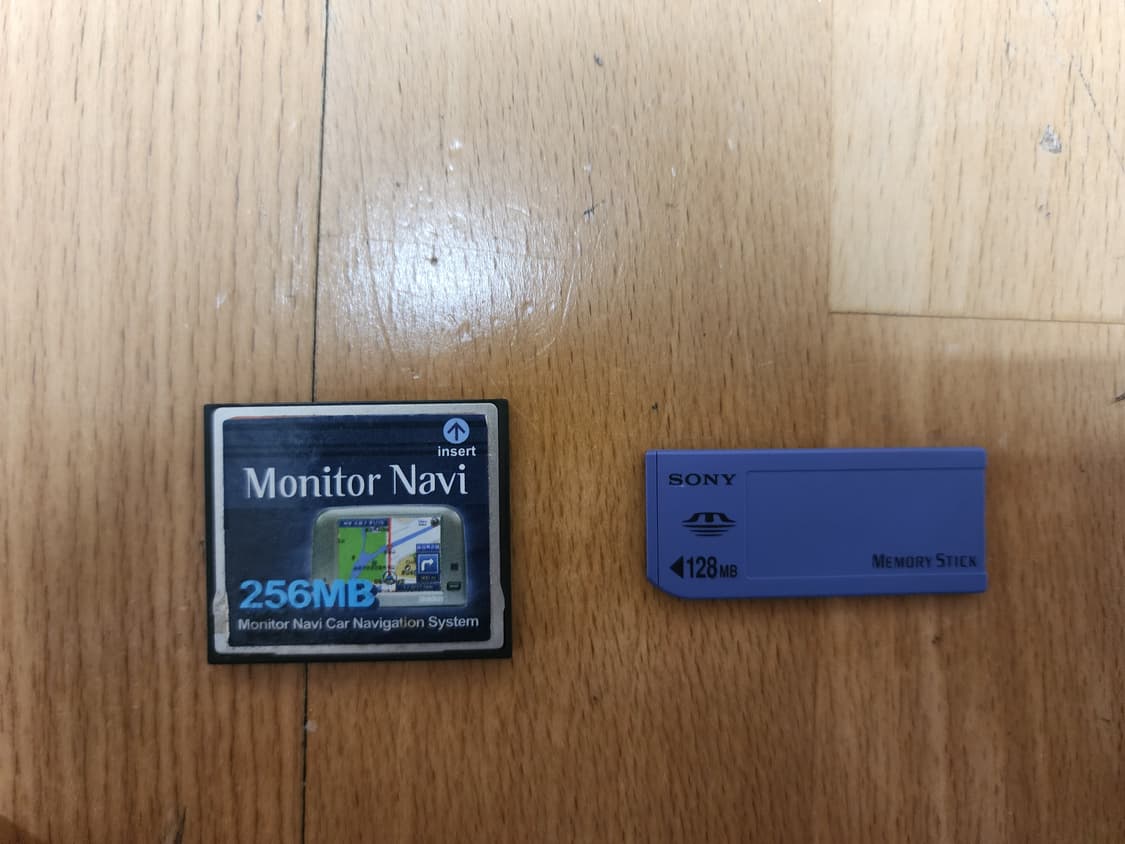 insert
Monitor Navi
256MB
Monitor Navi Car Navigation System
SONY
128MB
MEMORY STICK